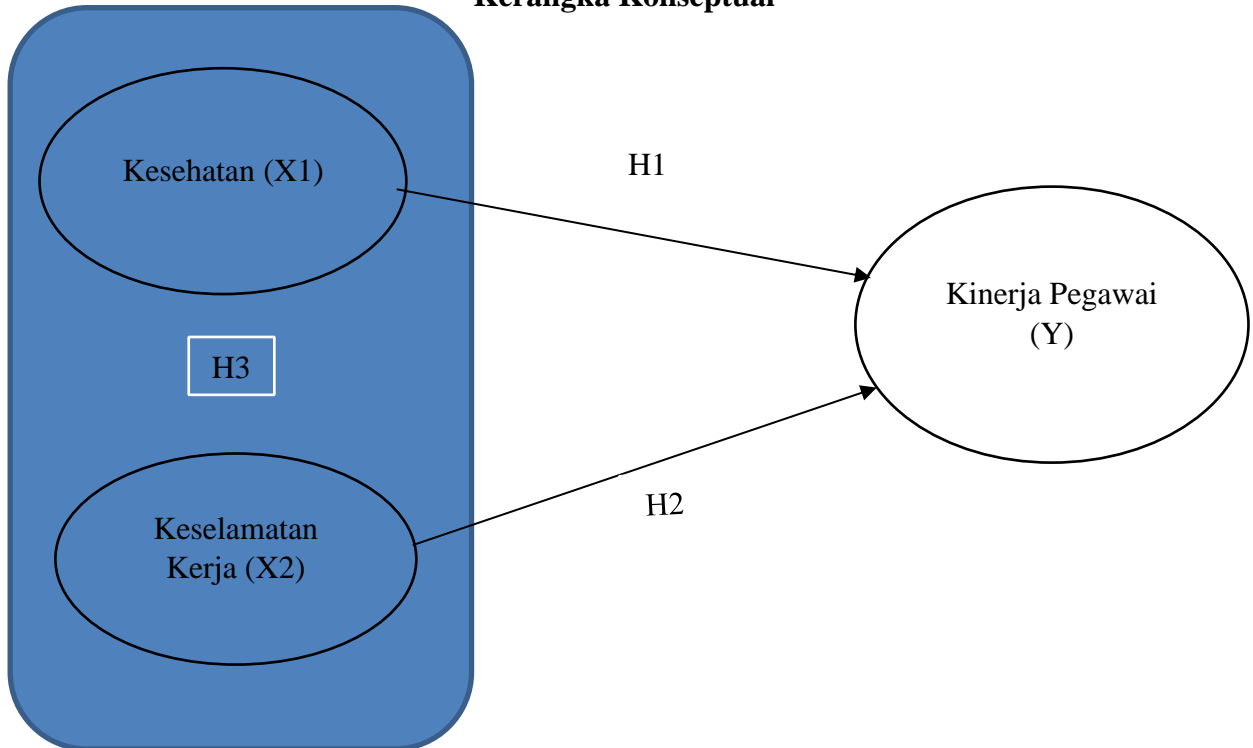 Kerangka Konseptual
Kesehatan (X1)
H1
Kinerja Pegawai
(Y)
H3
H2
Keselamatan
Kerja (X2)